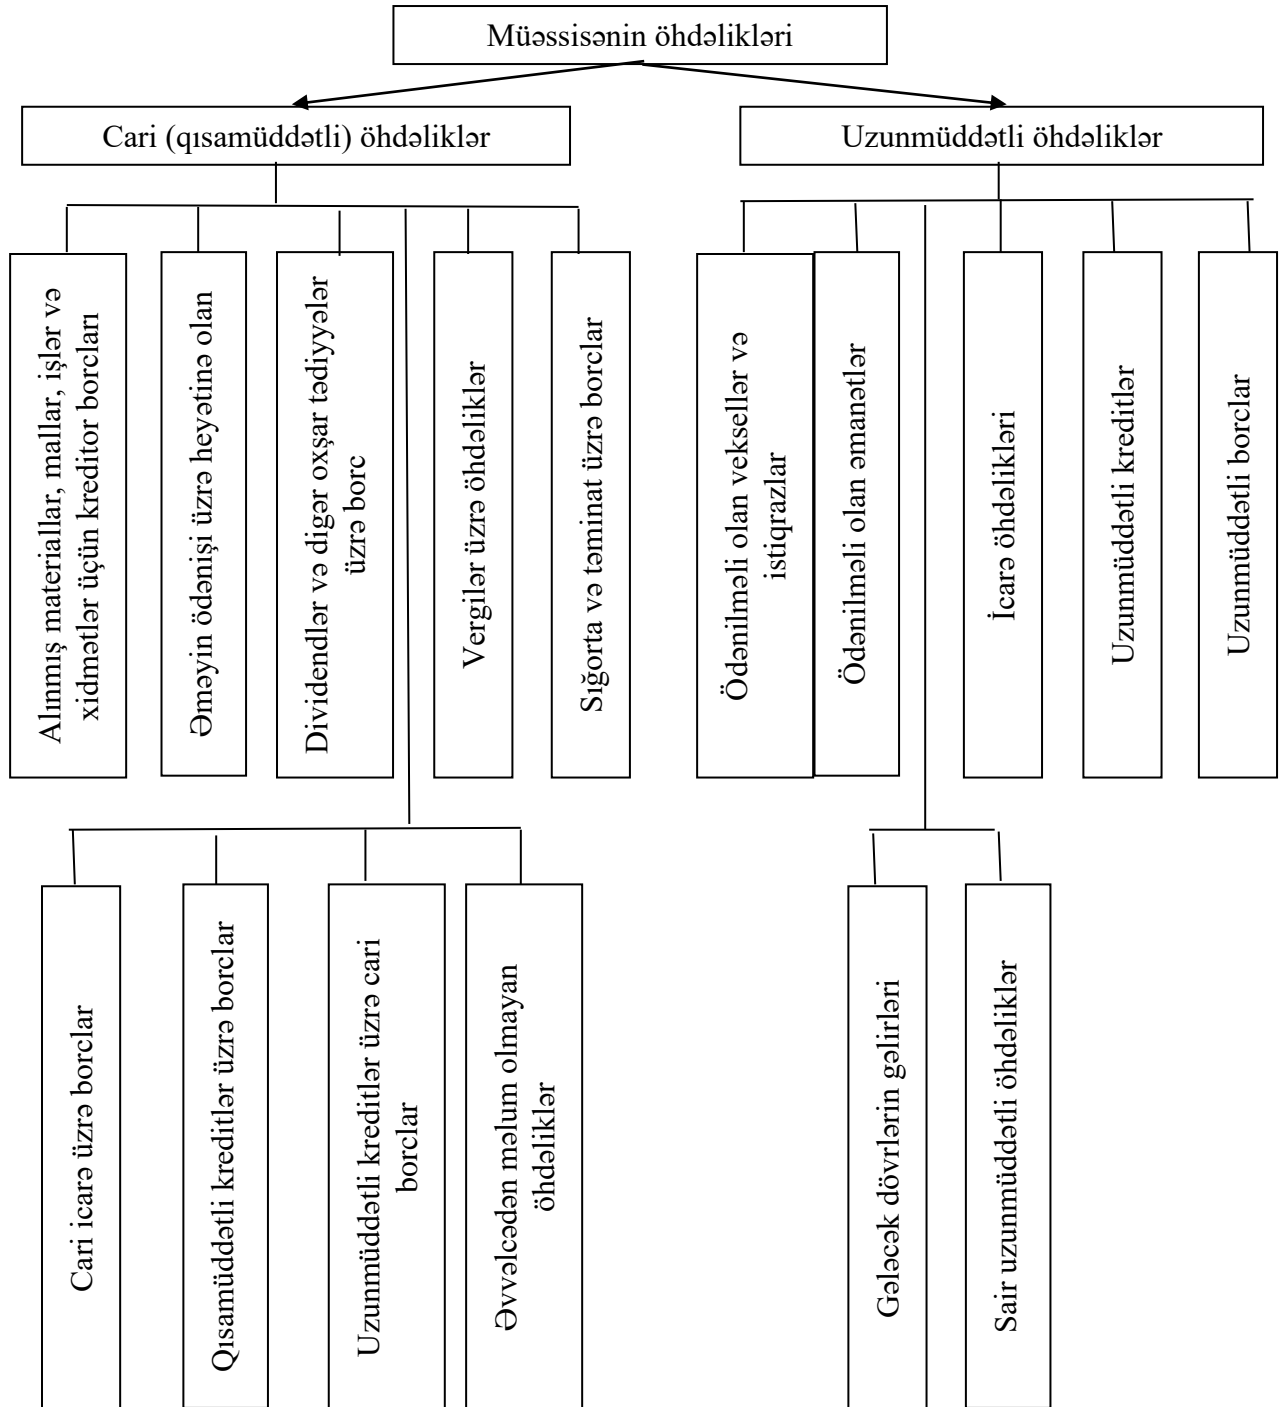 Müəssisənin öhdəlikləri
Cari (qısamüddətli) öhdəliklər
Uzunmüddətli öhdəliklər
Alınmış materiallar, mallar, işlər və
xidmətlər üçün kreditor borcları
Əməyin ödənişi üzrə heyətinə olan
Dividendlər və digər oxşar tədiyyələr
üzrə borc
Vergilər üzrə öhdəliklər
Sığorta və təminat üzrə borclar
Ödənilməli olan veksellər və
istiqrazlar
Ödənilməli olan əmanətlər
İcarə öhdəlikləri
Uzunmüddətli kreditlər
Uzunmüddətli borclar
Cari icarə üzrə borclar
Qısamüddətli kreditlər üzrə borclar
Uzunmüddətli kreditlər üzrə cari
borclar
Əvvəlcədən məlum olmayan
öhdəliklər
Gələcək dövrlərin gəlirləri
Sair uzunmüddətli öhdəliklər